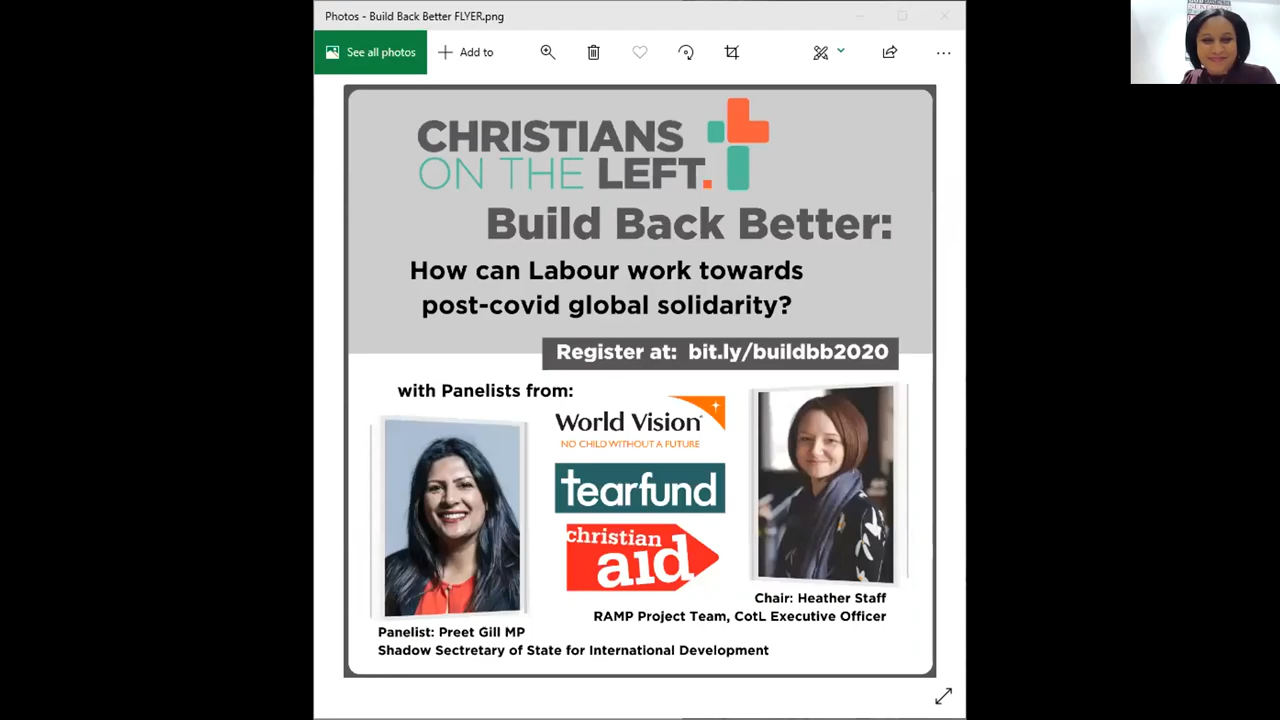 Photos - Build Back Better FLYER.png
See all photos
Add to
CHRISTIANS
ON THE LEFT.
Build Back Better:
How can Labour work towards
post-covid global solidarity?
Register at: bit.ly/buildbb2020
with Panelists from:
World Vision
NO CHILD WITHOUT A FUTURE
tearfund
christian
aid
Chair: Heather Staff
RAMP Project Team, CotL Executive Officer
Panelist: Preet Gill MP
Shadow Sectretary of State for International Development